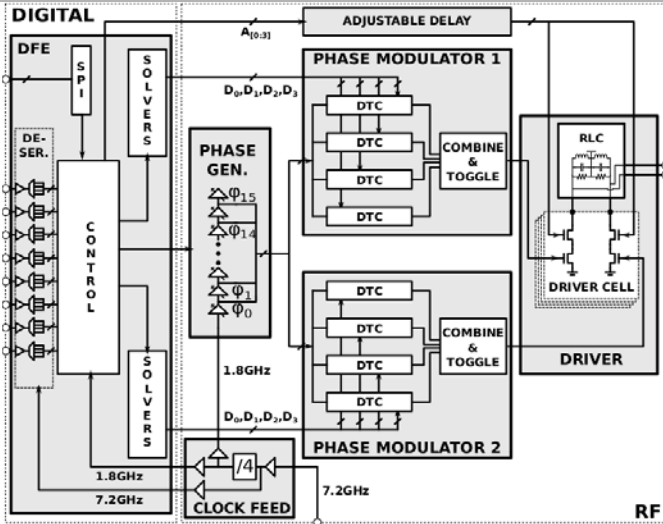 DIGITAL
DFE
SPI
SOLVERS
DE-
SER.
CONTROL
SOLVERS
A[0:3]
D0,D1,D2,D3
PHASE
GEN.
φ15
φ14
φ1
φ0
1.8GHz
D0,D1,D2,D3
1.8GHz
7.2GHz
/4
CLOCK FEED
7.2GHz
ADJUSTABLE DELAY
PHASE MODULATOR 1
DTC
DTC
DTC
DTC
COMBINE
&
TOGGLE
DTC
DTC
DTC
DTC
COMBINE
&
TOGGLE
PHASE MODULATOR 2
RLC
DRIVER CELL
DRIVER
RF